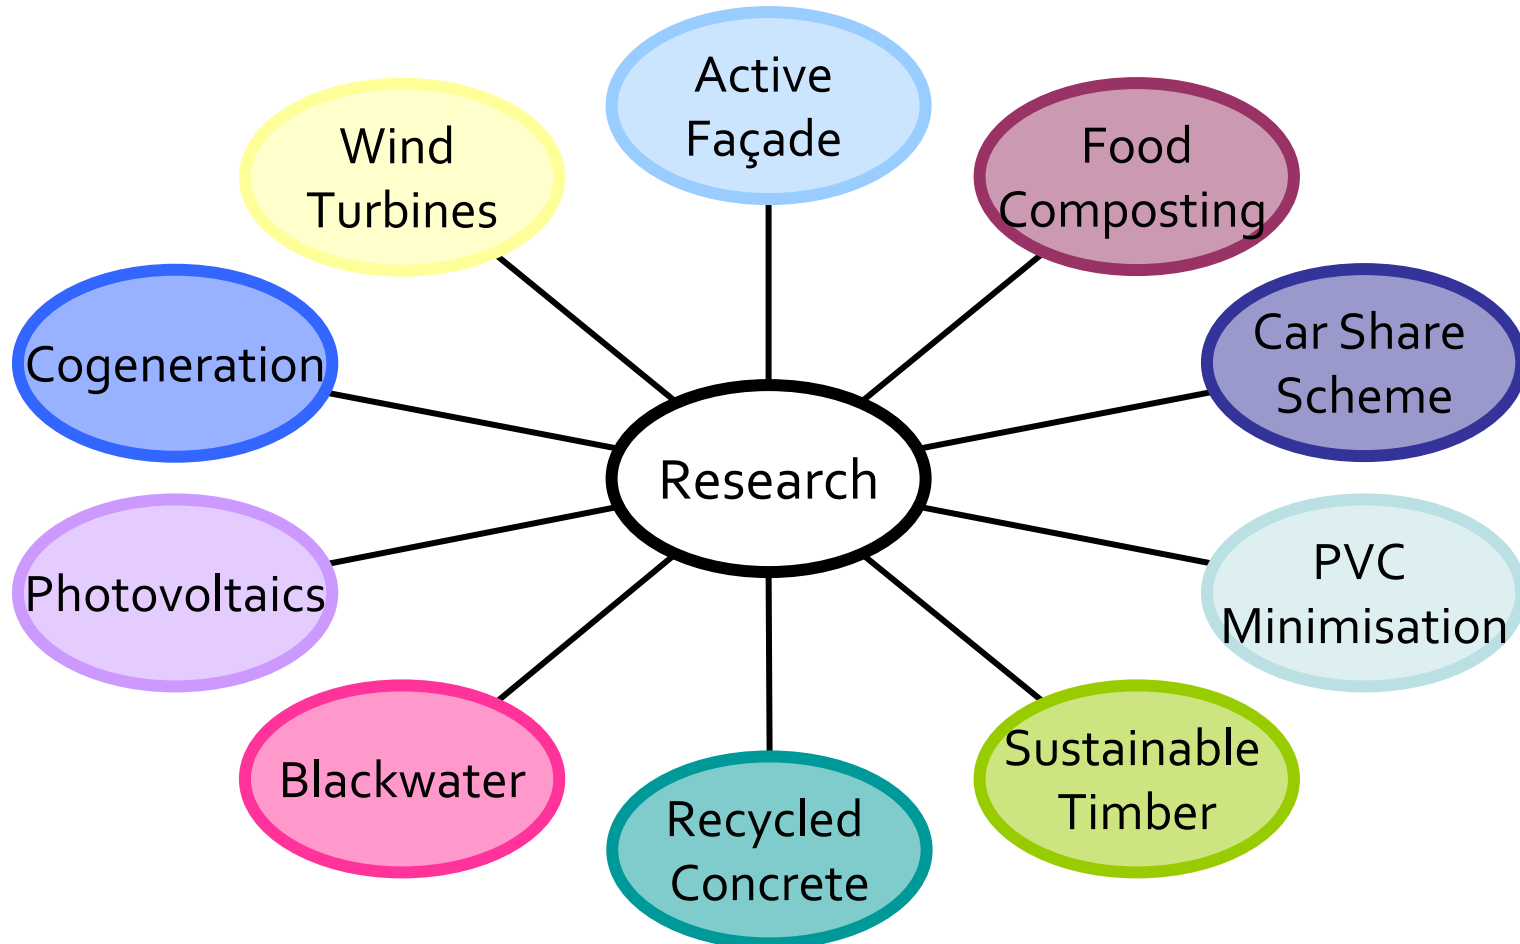 Active
Façade
Wind
Turbines
Food
Composting
Cogeneration
Car Share
Scheme
Research
Photovoltaics
PVC
Minimisation
Blackwater
Sustainable
Timber
Recycled
Concrete